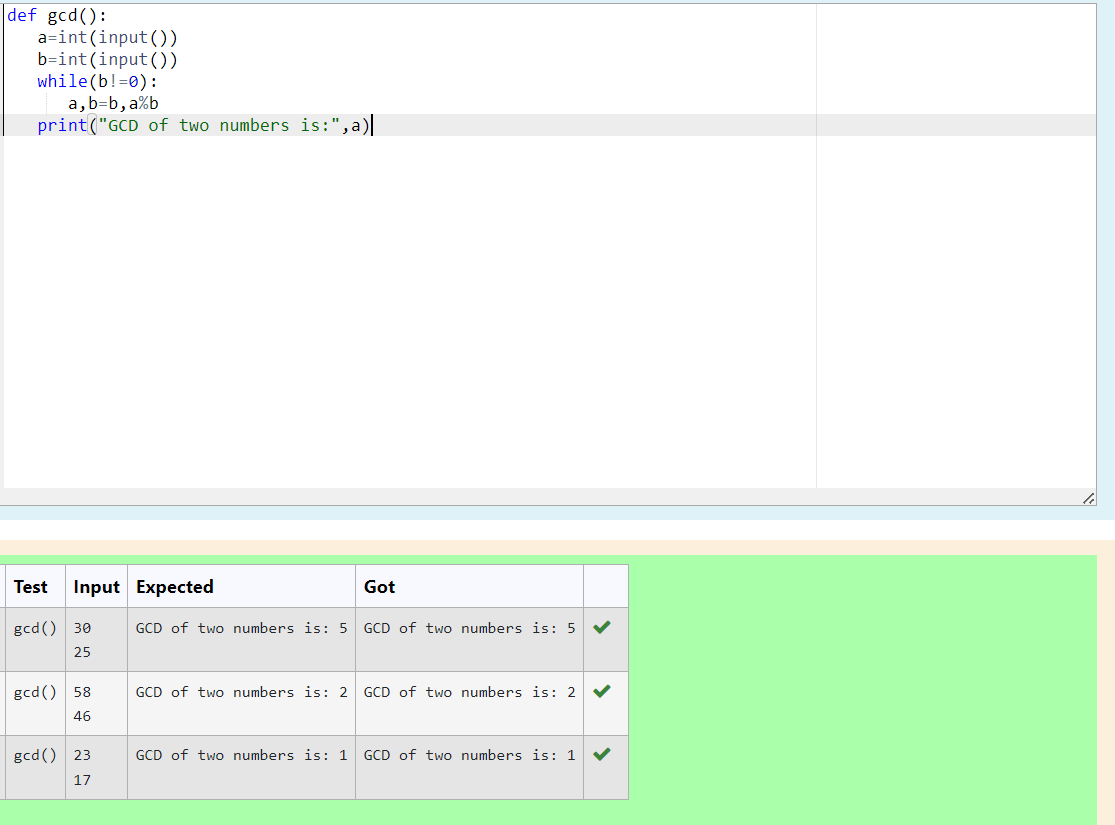 def gcd():
   a=int(input())
   b=int(input())
   while(b!=0):
      a,b=b,a%b
   print("GCD of two numbers is:",a)
Test Input Expected Got
gcd() 30 GCD of two numbers is: 5 GCD of two numbers is: 5
25
gcd() 58 GCD of two numbers is: 2 GCD of two numbers is: 2
46
gcd() 23 GCD of two numbers is: 1 GCD of two numbers is: 1
17